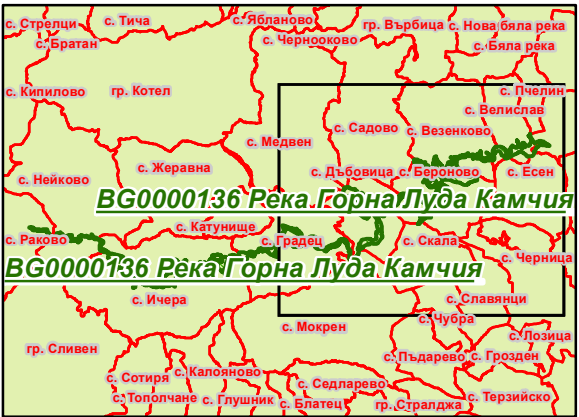 с. Стрелци с. Тича с. Ябланово гр. Върбица с. Нова бяла река
с. Братан с. Чернооково с. Бяла река
с. Кипилово гр. Котел с. Пчелин
с. Велислав
с. Садово с. Везенково
с. Медвен
с. Нейково с. Жеравна с. Дъбовица с. Бероново с. Есен
BG0000136 Река Горна Луда Камчия
с. Раково с. Катунище с. Градец с. Скала
с. Черница
BG0000136 Река Горна Луда Камчия
с. Ичера с. Славянци
с. Мокрен с. Чубра
с. Лозица
гр. Сливен с. Пъдарево с. Грозден
с. Сотиря с. Калояново с. Седларево
с. Тополчане с. Глушник с. Блатец гр. Стралджа с. Терзийско